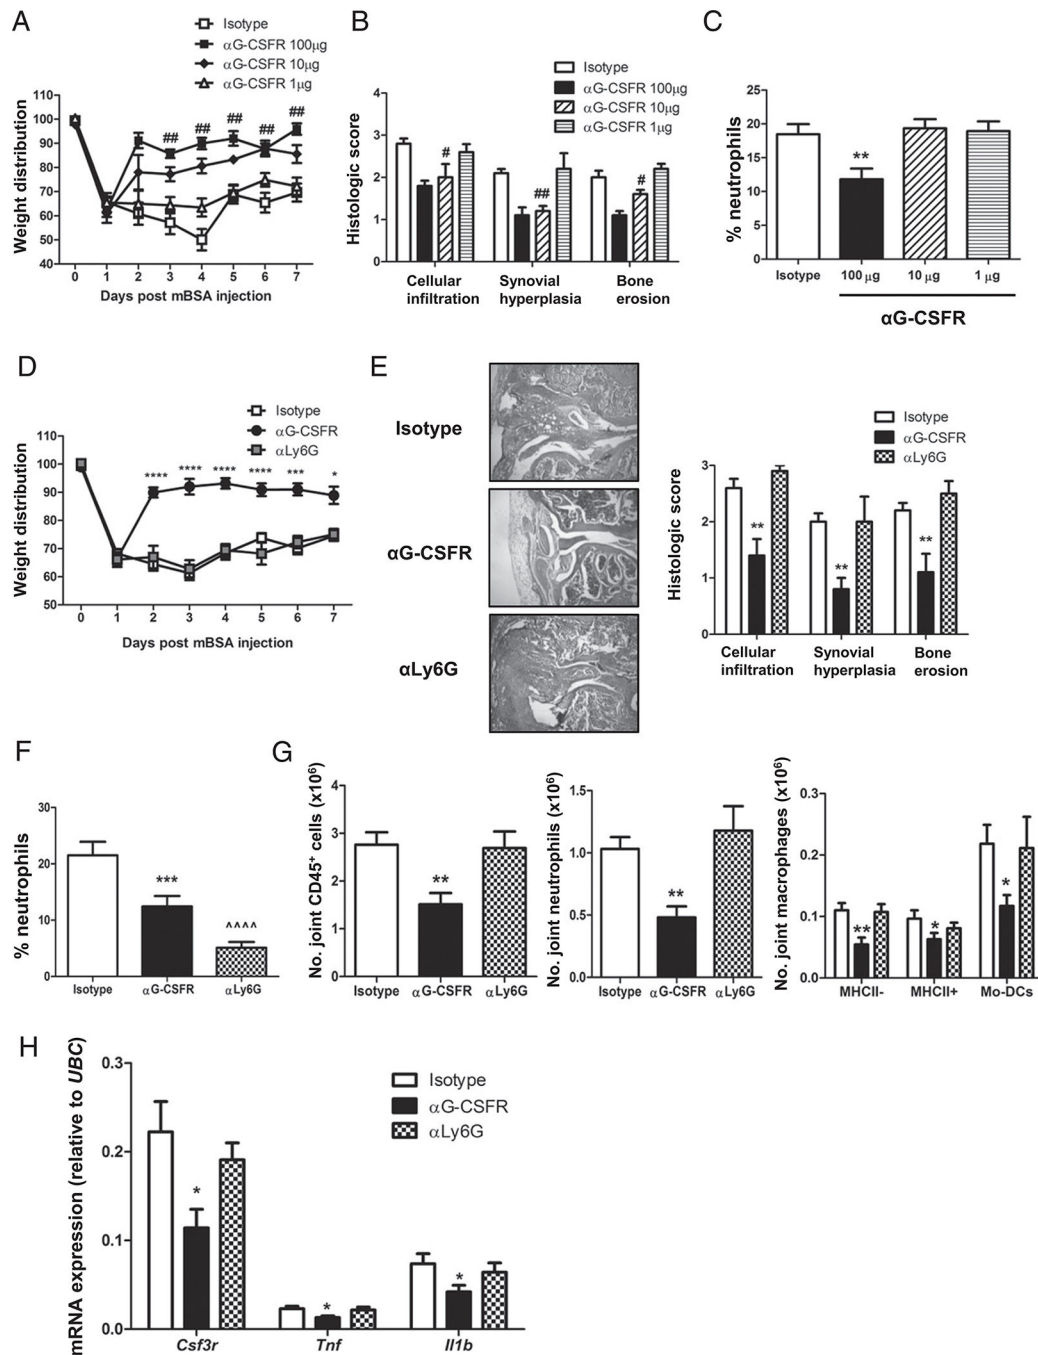 A
Isotype
αG-CSFR 100µg
αG-CSFR 10µg
αG-CSFR 1µg
Weight distribution
110
100
90
80
70
60
50
40
## ## ## ## ##
0 1 2 3 4 5 6 7
Days post mBSA injection
B
Isotype
αG-CSFR 100µg
αG-CSFR 10µg
αG-CSFR 1µg
Histologic score
4
3
2
1
0
# ## #
Cellular infiltration
Synovial hyperplasia
Bone erosion
C
% neutrophils
25
20
15
10
5
0
**
Isotype 100 µg 10 µg 1 µg
αG-CSFR
D
Isotype
αG-CSFR
αLy6G
Weight distribution
110
100
90
80
70
60
50
**** **** **** **** *** *
0 1 2 3 4 5 6 7
Days post mBSA injection
E
Isotype
αG-CSFR
αLy6G
Isotype
αG-CSFR
αLy6G
Histologic score
3
2
1
0
** ** **
Cellular infiltration
Synovial hyperplasia
Bone erosion
F
% neutrophils
30
20
10
0
***
^^^^
Isotype αG-CSFR αLy6G
G
No. joint CD45⁺ cells (x10⁶)
4
3
2
1
0
**
Isotype αG-CSFR αLy6G
No. joint neutrophils (x10⁶)
1.5
1.0
0.5
0.0
**
Isotype αG-CSFR αLy6G
No. joint macrophages (x10⁶)
0.3
0.2
0.1
0.0
** * *
MHCII- MHCII+ Mo-DCs
H
mRNA expression (relative to UBC)
0.3
0.2
0.1
0.0
Isotype
αG-CSFR
αLy6G
* * *
Csf3r Tnf Il1b